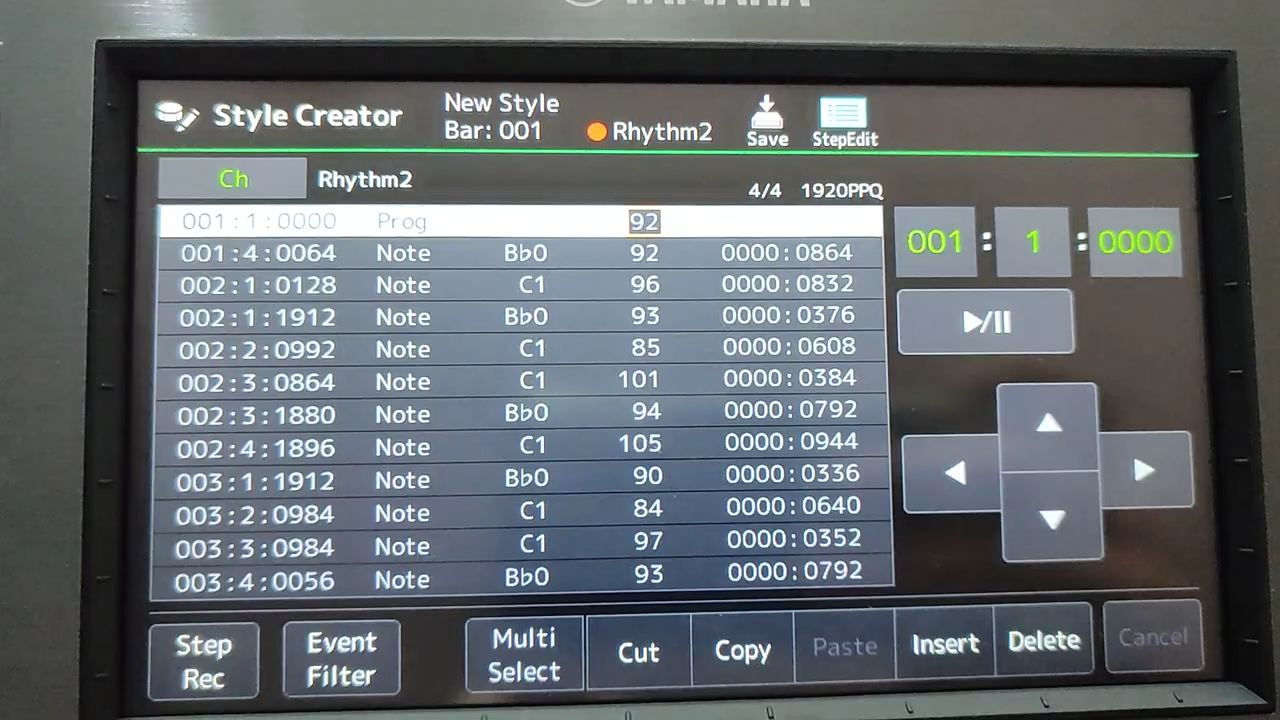 YAMAHA
Style Creator
New Style
Bar: 001
Rhythm2
Save
StepEdit
Ch Rhythm2
4/4 1920PPQ
001:1:0000 Prog 92
001:4:0064 Note B♭0 92 0000:0864
002:1:0128 Note C1 96 0000:0832
002:1:1912 Note B♭0 93 0000:0376
002:2:0992 Note C1 85 0000:0608
002:3:0864 Note C1 101 0000:0384
002:3:1880 Note B♭0 94 0000:0792
002:4:1896 Note C1 105 0000:0944
003:1:1912 Note B♭0 90 0000:0336
003:2:0984 Note C1 84 0000:0640
003:3:0984 Note C1 97 0000:0352
003:4:0056 Note B♭0 93 0000:0792
001 : 1 : 0000
▶/II
Step
Rec
Event
Filter
Multi
Select
Cut
Copy
Paste
Insert
Delete
Cancel